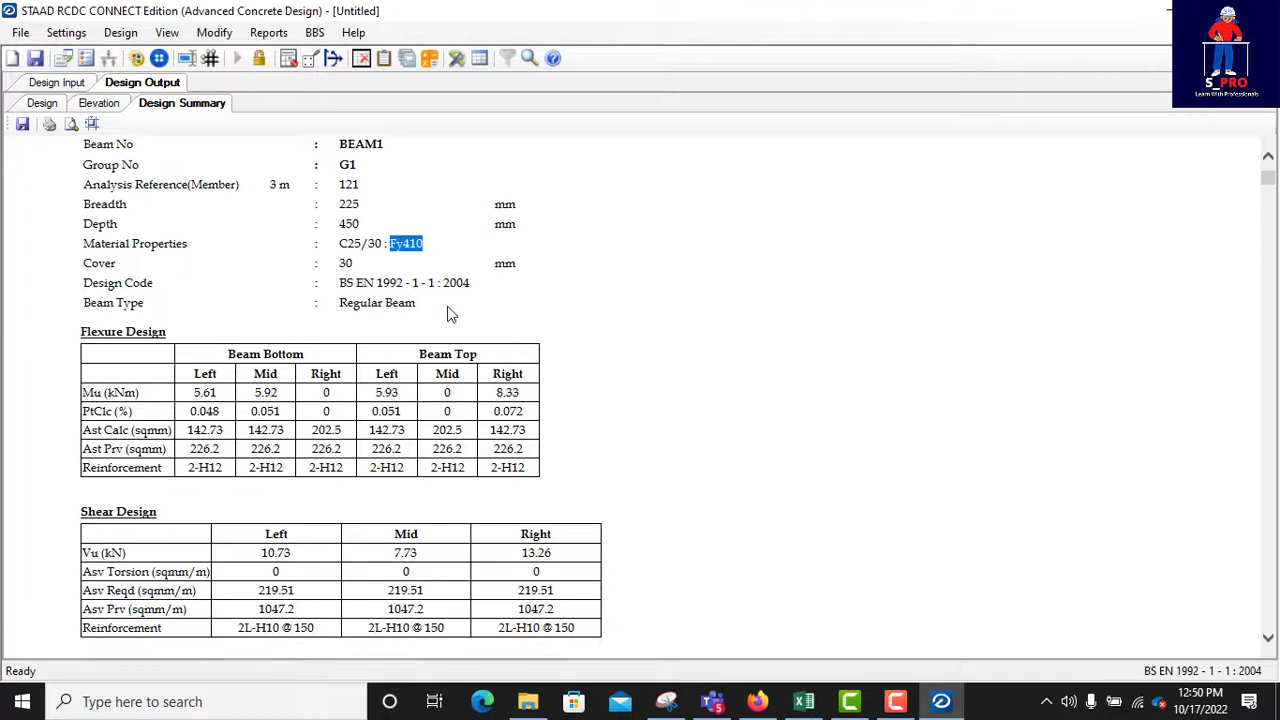 STAAD RCDC CONNECT Edition (Advanced Concrete Design) - [Untitled]
File Settings Design View Modify Reports BBS Help
Design Input Design Output
Design Elevation Design Summary
Beam No : BEAM1
Group No : G1
Analysis Reference(Member) 3 m : 121
Breadth : 225 mm
Depth : 450 mm
Material Properties : C25/30 : Fy410
Cover : 30 mm
Design Code : BS EN 1992 - 1 - 1 : 2004
Beam Type : Regular Beam
Flexure Design
Beam Bottom Beam Top
Left Mid Right Left Mid Right
Mu (kNm) 5.61 5.92 0 5.93 0 8.33
PtClc (%) 0.048 0.051 0 0.051 0 0.072
Ast Calc (sqmm) 142.73 142.73 202.5 142.73 202.5 142.73
Ast Prv (sqmm) 226.2 226.2 226.2 226.2 226.2 226.2
Reinforcement 2-H12 2-H12 2-H12 2-H12 2-H12 2-H12
Shear Design
Left Mid Right
Vu (kN) 10.73 7.73 13.26
Asv Torsion (sqmm/m) 0 0 0
Asv Reqd (sqmm/m) 219.51 219.51 219.51
Asv Prv (sqmm/m) 1047.2 1047.2 1047.2
Reinforcement 2L-H10 @ 150 2L-H10 @ 150 2L-H10 @ 150
Ready BS EN 1992 - 1 - 1 : 2004
Type here to search
12:50 PM
10/17/2022
S_PRO
Learn With Professionals